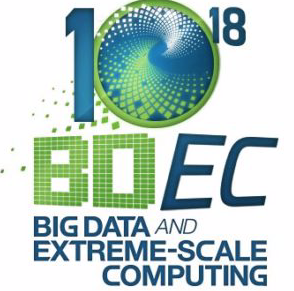 10 18
BDEC
BIG DATA AND
EXTREME-SCALE
COMPUTING